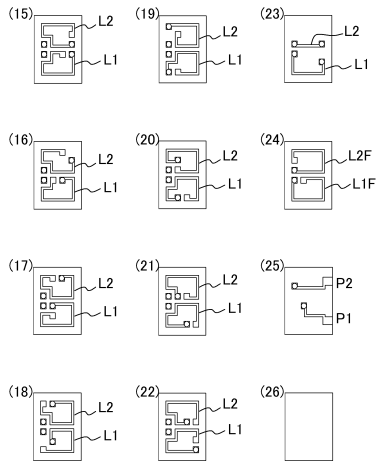 (15) L2 L1
(19) L2 L1
(23) L2 L1
(16) L2 L1
(20) L2 L1
(24) L2F L1F
(17) L2 L1
(21) L2 L1
(25) P2 P1
(18) L2 L1
(22) L2 L1
(26)